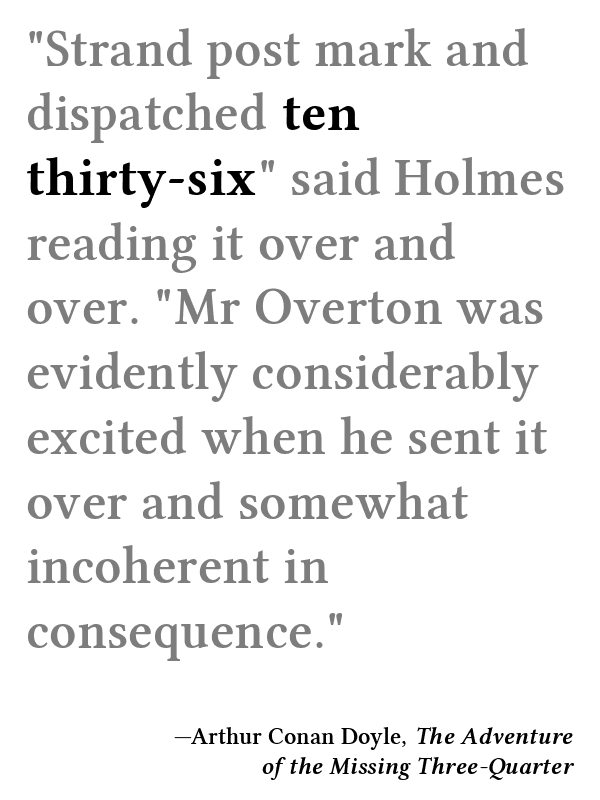 "Strand post mark and
dispatched ten
thirty-six" said Holmes
reading it over and
over. "Mr Overton was
evidently considerably
excited when he sent it
over and somewhat
incoherent in
consequence."
—Arthur Conan Doyle, The Adventure
of the Missing Three-Quarter